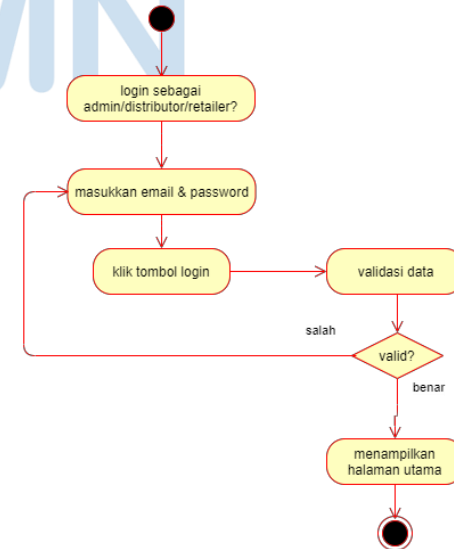 login sebagai
admin/distributor/retailer?
masukkan email & password
klik tombol login
validasi data
salah
valid?
benar
menampilkan
halaman utama